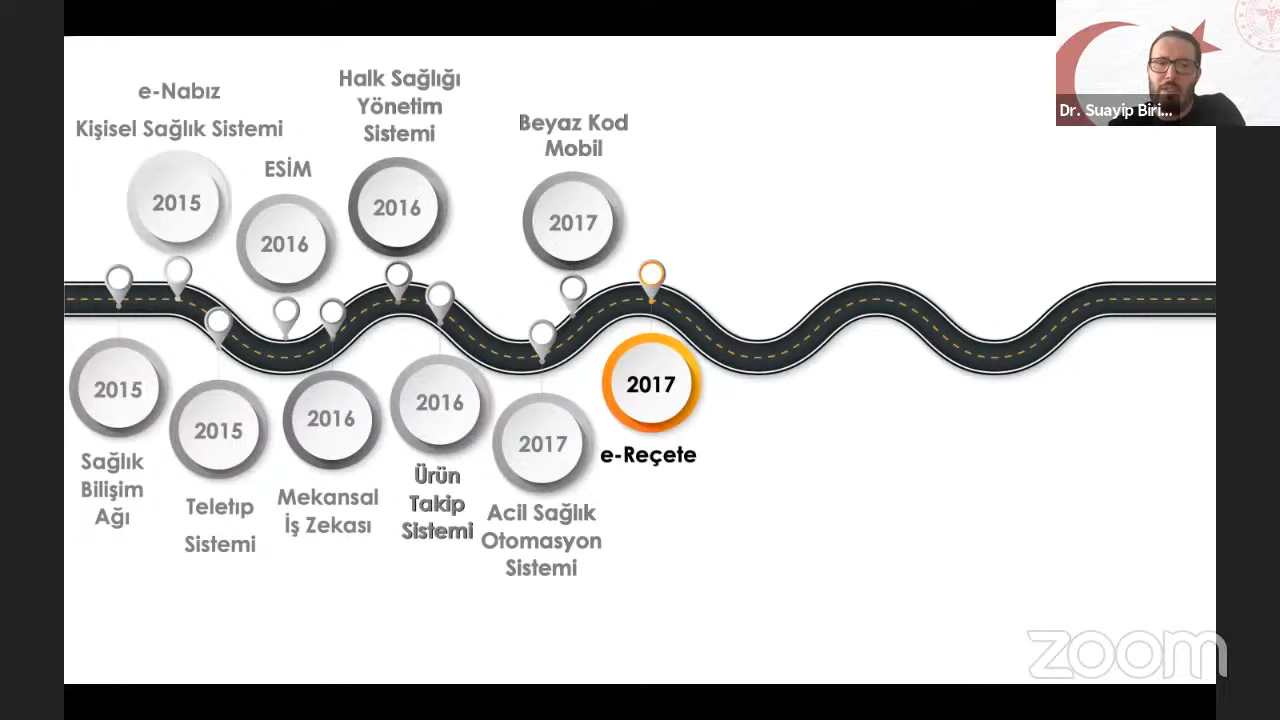 e-Nabız
Kişisel Sağlık Sistemi
2015
ESİM
2016
Halk Sağlığı
Yönetim
Sistemi
2016
Beyaz Kod
Mobil
2017
2015
Sağlık
Bilişim
Ağı
2015
Teletıp
Sistemi
2016
Mekansal
İş Zekası
2016
Ürün
Takip
Sistemi
2017
Acil Sağlık
Otomasyon
Sistemi
2017
e-Reçete
Dr. Suayip Biri...
zoom